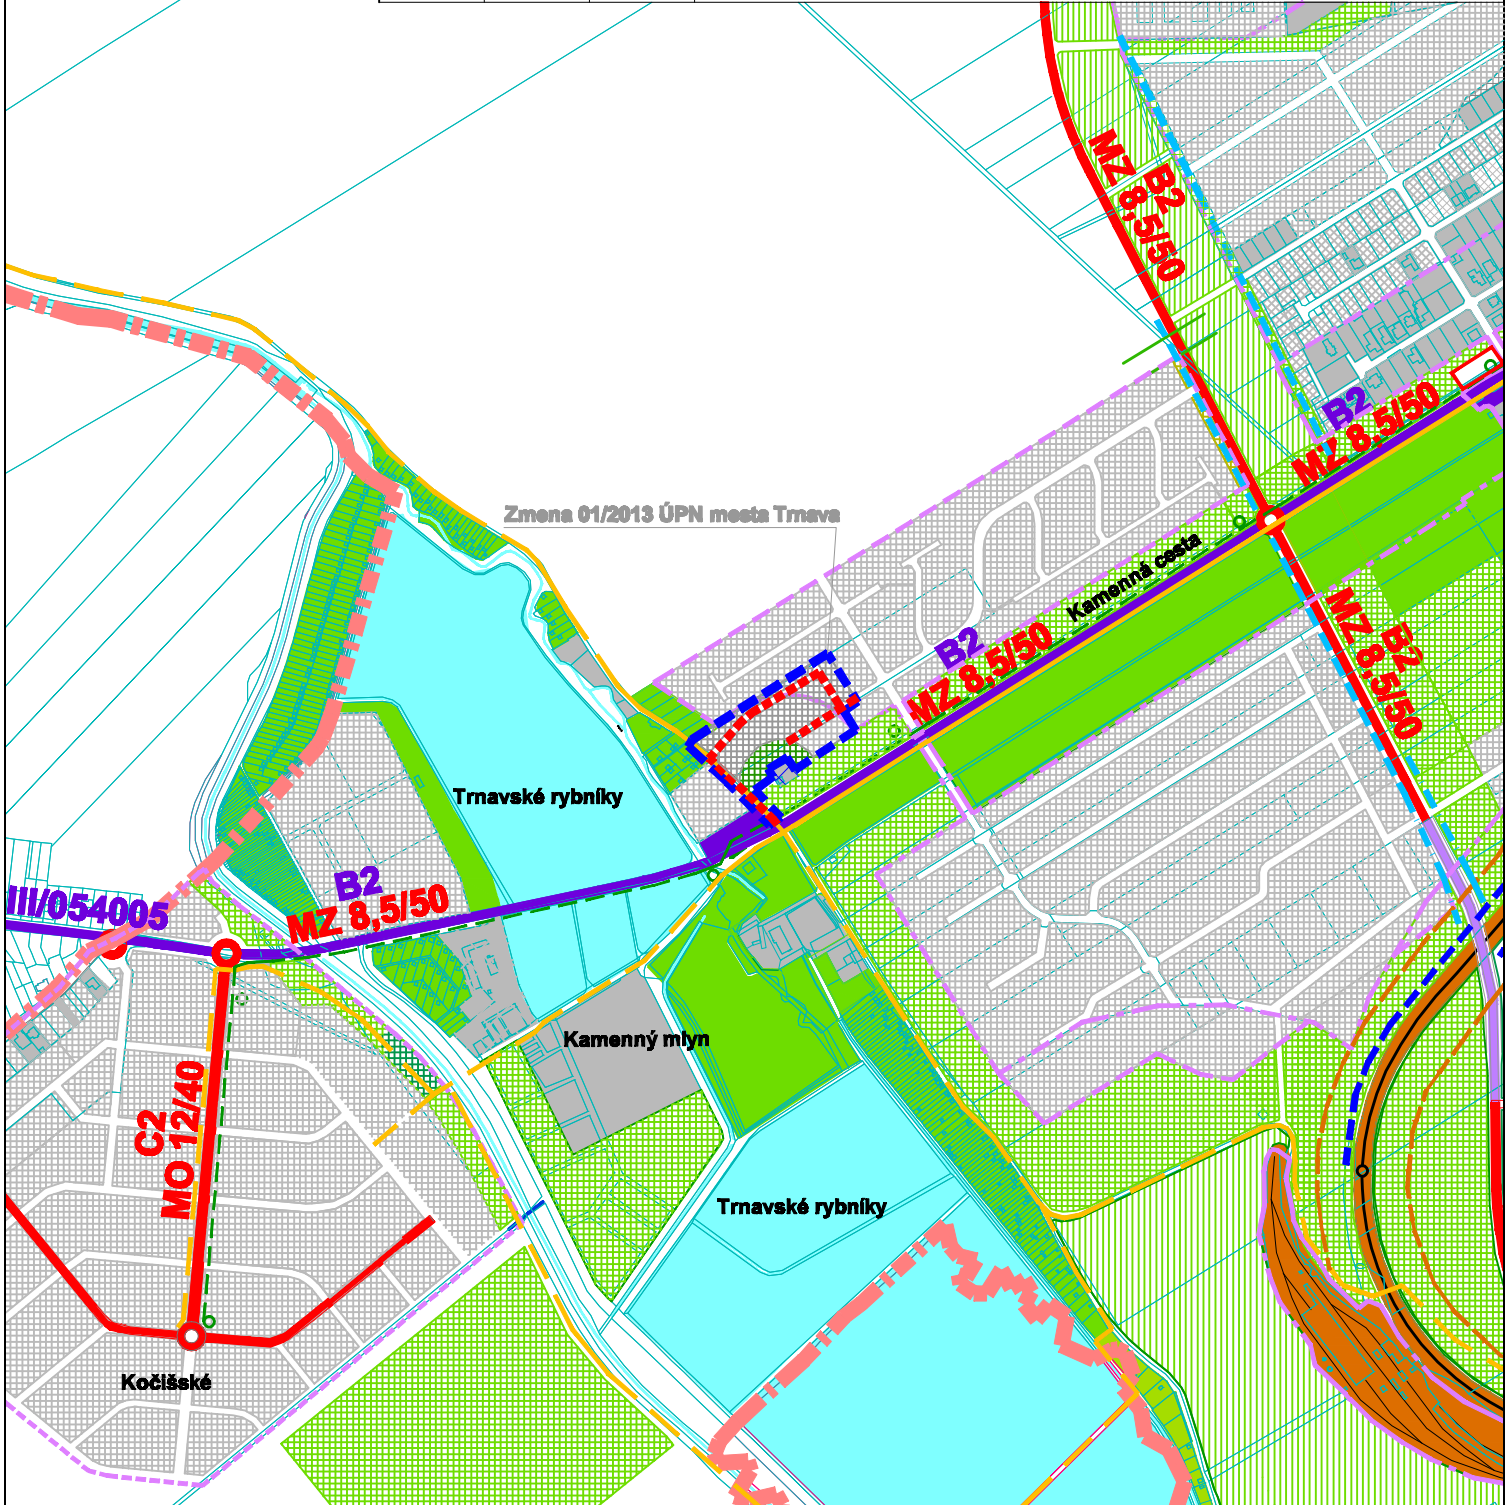 B2
MZ 8,5/50
B2
MZ 8,5/50
Zmena 01/2013 ÚPN mesta Trnava
Kamenná cesta
B2
MZ 8,5/50
B2
MZ 8,5/50
Trnavské rybníky
B2
MZ 8,5/50
III/054005
Kamenný mlyn
C2
MO 12/40
Trnavské rybníky
Kočišské